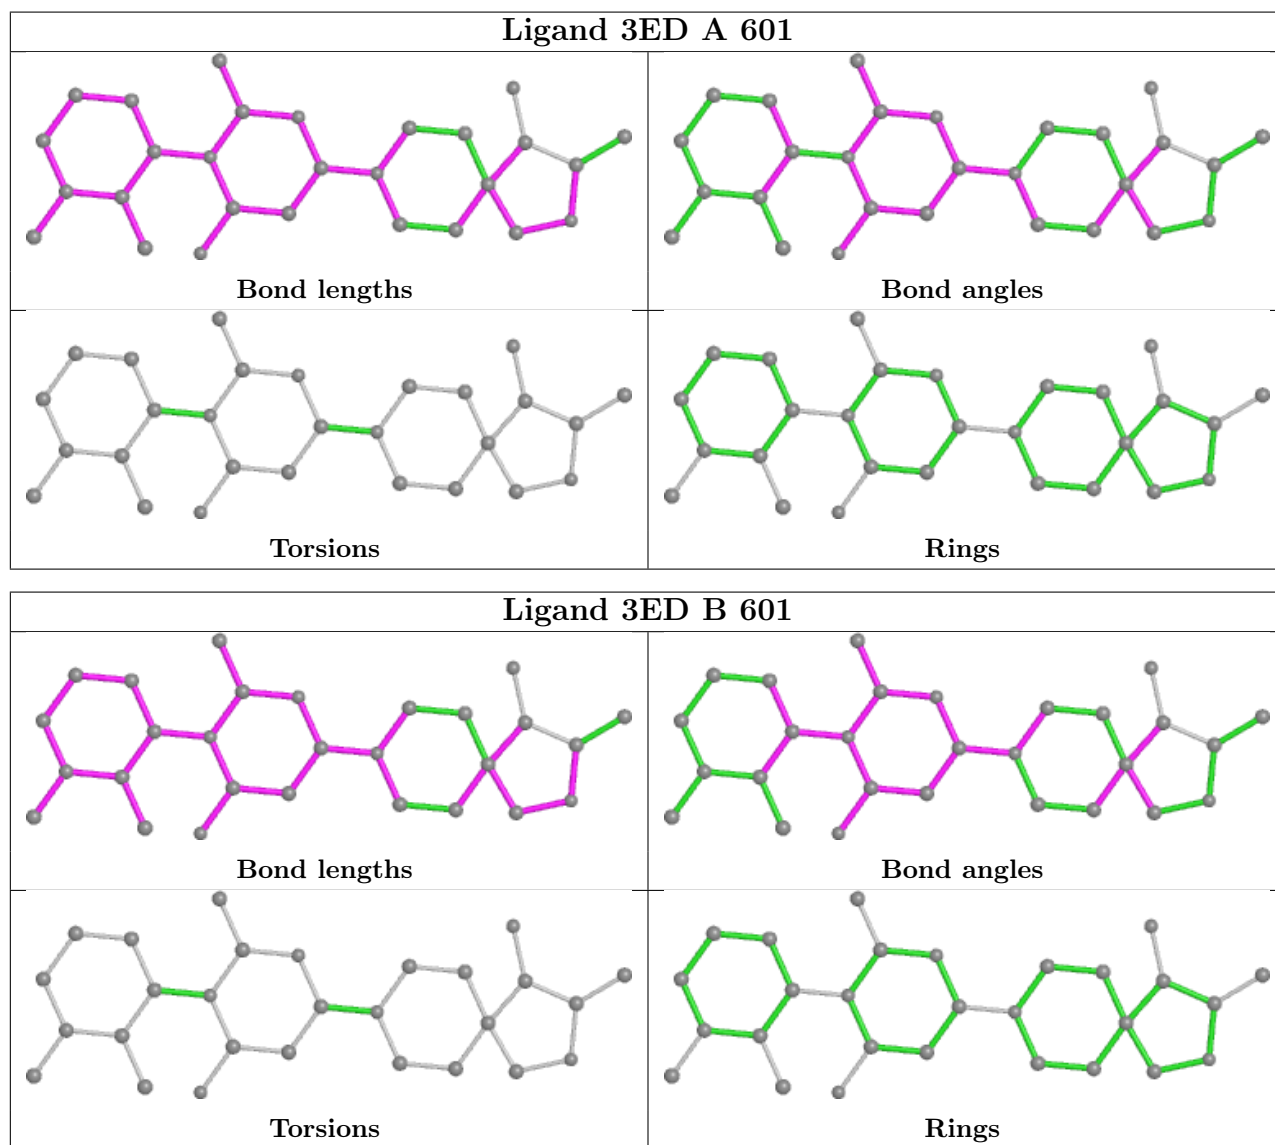 Ligand 3ED A 601
Bond lengths
Bond angles
Torsions
Rings
Ligand 3ED B 601
Bond lengths
Bond angles
Torsions
Rings